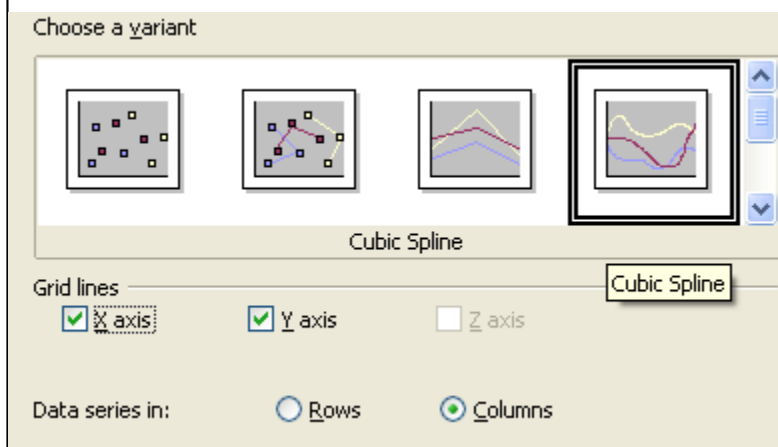 Choose a variant
Cubic Spline
Cubic Spline
Grid lines
X axis Y axis Z axis
Data series in: Rows Columns